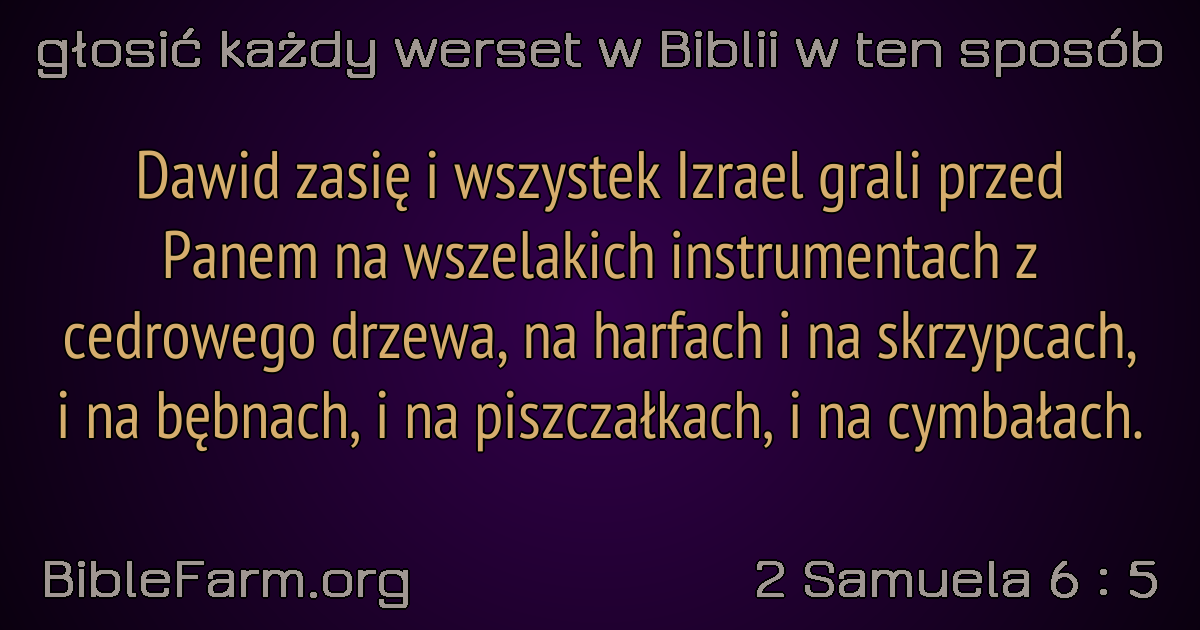 głosić każdy werset w Biblii w ten sposób
Dawid zasię i wszystek Izrael grali przed
Panem na wszelakich instrumentach z
cedrowego drzewa, na harfach i na skrzypcach,
i na bębnach, i na piszczałkach, i na cymbałach.
BibleFarm.org
2 Samuela 6 : 5